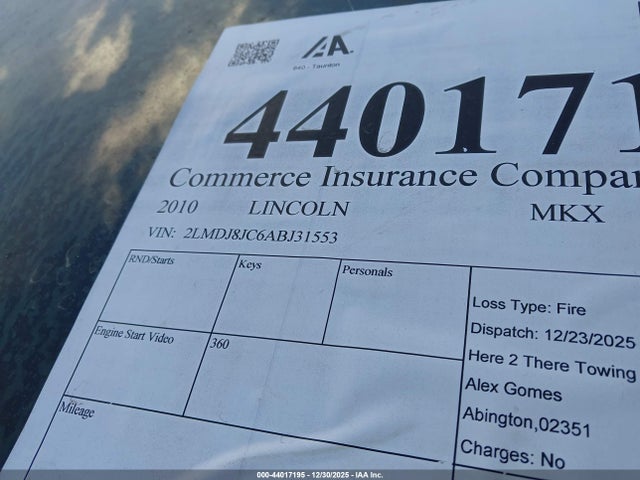 IAA
640 - Taunton
440171
Commerce Insurance Compa
2010 LINCOLN MKX
VIN: 2LMDJ8JC6ABJ31553
RND/Starts
Keys
Personals
Engine Start Video
360
Mileage
Loss Type: Fire
Dispatch: 12/23/2025
Here 2 There Towing
Alex Gomes
Abington,02351
Charges: No
000-44017195 - 12/30/2025 - IAA Inc.